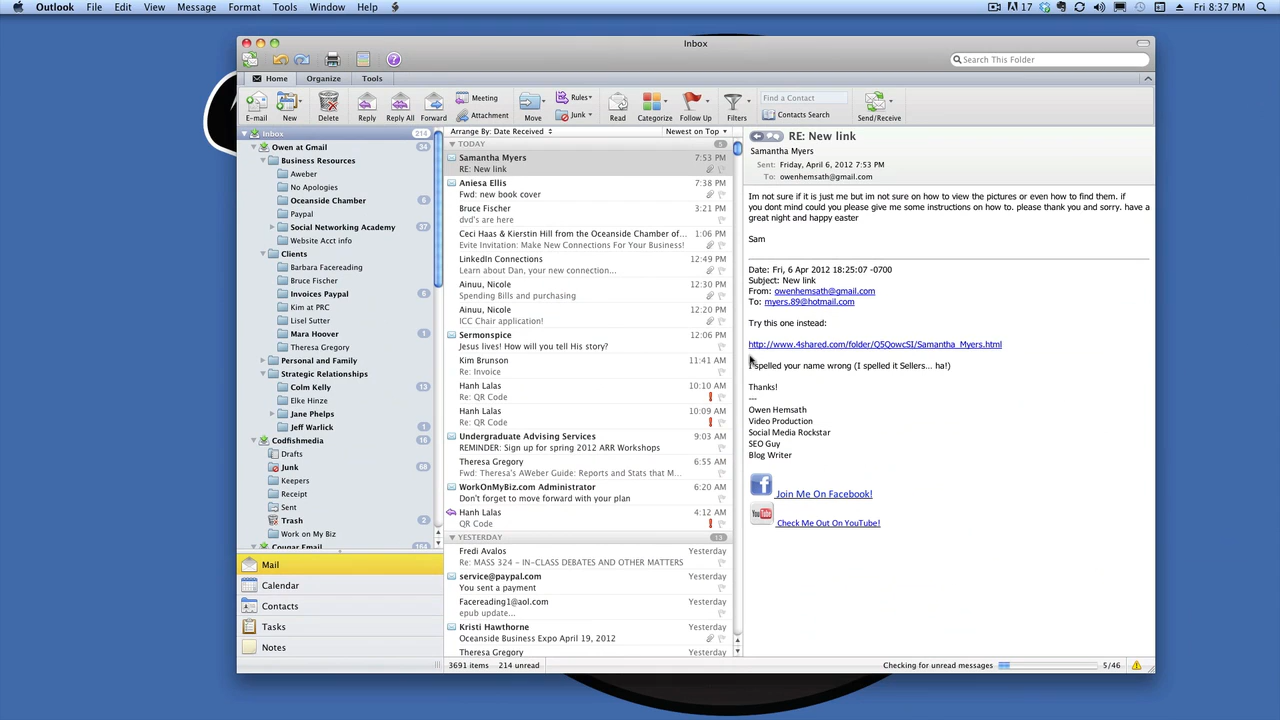 Outlook File Edit View Message Format Tools Window Help 17 Fri 8:37 PM
Inbox
Search This Folder
Home Organize Tools
E-mail New Delete Reply Reply All Forward Meeting Attachment Move Rules Junk Read Categorize Follow Up Filters Find a Contact Contacts Search Send/Receive
Inbox 214
Owen at Gmail 34
Business Resources
Aweber
No Apologies
Oceanside Chamber 6
Paypal
Social Networking Academy 37
Website Acct info
Clients
Barbara Facereading
Bruce Fischer
Invoices Paypal 6
Kim at PRC
Lisel Sutter
Mara Hoover 1
Theresa Gregory
Personal and Family
Strategic Relationships
Colm Kelly 13
Elke Hinze
Jane Phelps
Jeff Warlick 1
Codfishmedia 16
Drafts
Junk 68
Keepers
Receipt
Sent
Trash 2
Work on My Biz
Cougar Email
Mail
Calendar
Contacts
Tasks
Notes
Arrange By: Date Received Newest on Top
TODAY 5
Samantha Myers 7:53 PM
RE: New link
Aniesa Ellis 7:38 PM
Fwd: new book cover
Bruce Fischer 3:21 PM
dvd's are here
Ceci Haas & Kierstin Hill from the Oceanside Chamber of... 1:06 PM
Evite Invitation: Make New Connections For Your Business!
LinkedIn Connections 12:49 PM
Learn about Dan, your new connection...
Ainuu, Nicole 12:30 PM
Spending Bills and purchasing
Ainuu, Nicole 12:20 PM
ICC Chair application!
Sermonspice 12:06 PM
Jesus lives! How will you tell His story?
Kim Brunson 11:41 AM
Re: Invoice
Hanh Lalas 10:10 AM
Re: QR Code
Hanh Lalas 10:09 AM
Re: QR Code
Undergraduate Advising Services 9:03 AM
REMINDER: Sign up for spring 2012 ARR Workshops
Theresa Gregory 6:55 AM
Fwd: Theresa's AWeber Guide: Reports and Stats that M...
WorkOnMyBiz.com Administrator 6:20 AM
Don't forget to move forward with your plan
Hanh Lalas 4:12 AM
QR Code
YESTERDAY 13
Fredi Avalos Yesterday
Re: MASS 324 - IN-CLASS DEBATES AND OTHER MATTERS
service@paypal.com Yesterday
You sent a payment
Facereading1@aol.com Yesterday
epub update...
Kristi Hawthorne Yesterday
Oceanside Business Expo April 19, 2012
Theresa Gregory Yesterday
RE: New link
Samantha Myers
Sent: Friday, April 6, 2012 7:53 PM
To: owenhemsath@gmail.com
Im not sure if it is just me but im not sure on how to view the pictures or even how to find them. if
you dont mind could you please give me some instructions on how to. please thank you and sorry. have a
great night and happy easter
Sam
Date: Fri, 6 Apr 2012 18:25:07 -0700
Subject: New link
From: owenhemsath@gmail.com
To: myers.89@hotmail.com
Try this one instead:
http://www.4shared.com/folder/Q5QowcSI/Samantha_Myers.html
I spelled your name wrong (I spelled it Sellers... ha!)
Thanks!
---
Owen Hemsath
Video Production
Social Media Rockstar
SEO Guy
Blog Writer
Join Me On Facebook!
You Tube Check Me Out On YouTube!
3691 items 214 unread Checking for unread messages 5/46